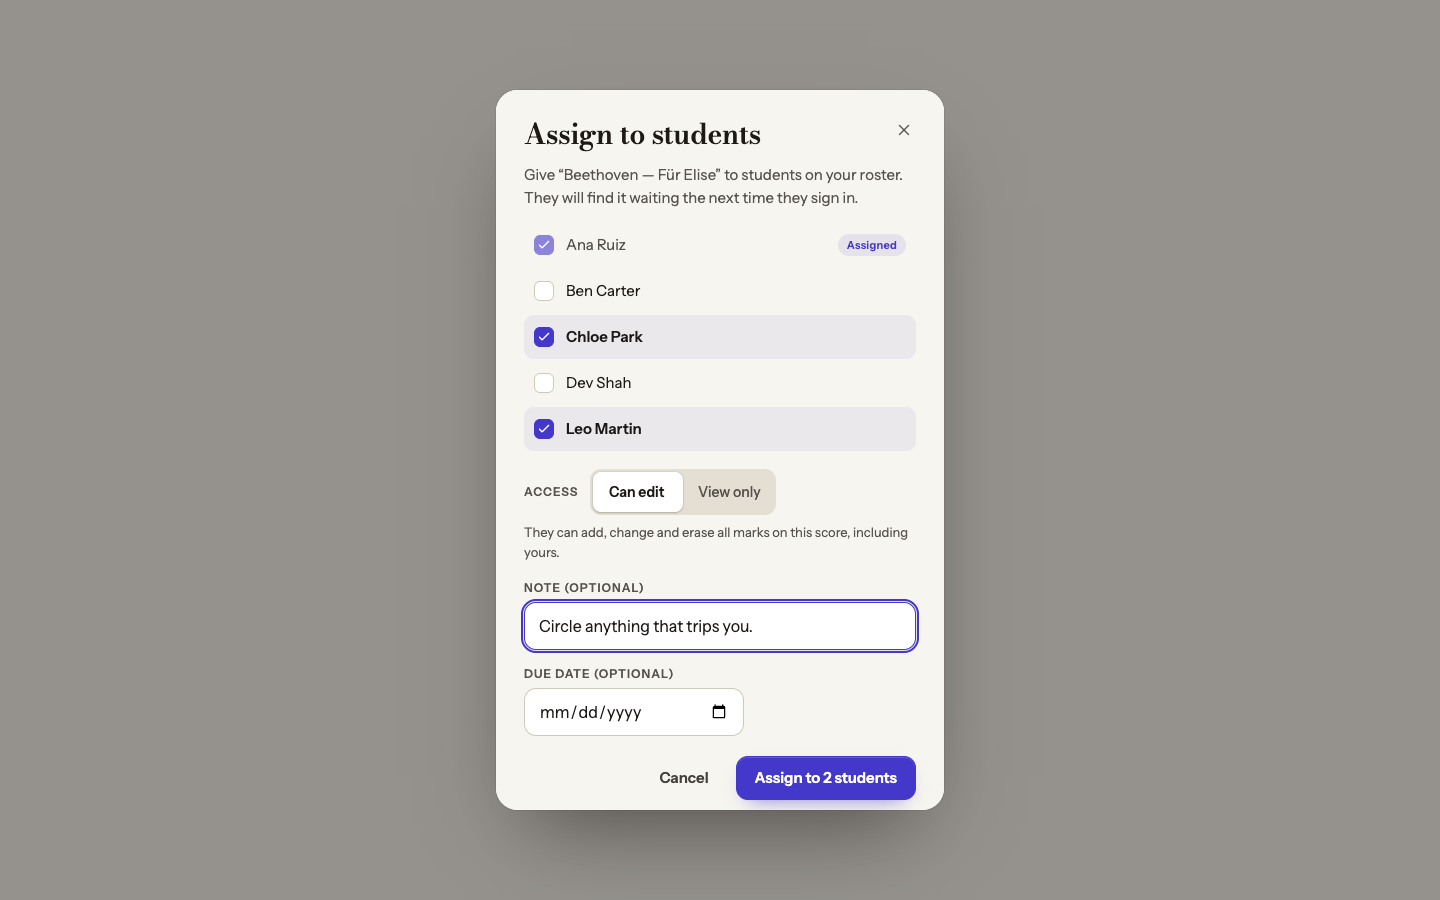 Assign to students
Give “Beethoven — Für Elise” to students on your roster.
They will find it waiting the next time they sign in.
Ana Ruiz Assigned
Ben Carter
Chloe Park
Dev Shah
Leo Martin
ACCESS Can edit View only
They can add, change and erase all marks on this score, including
yours.
NOTE (OPTIONAL)
Circle anything that trips you.
DUE DATE (OPTIONAL)
mm/dd/yyyy
Cancel Assign to 2 students